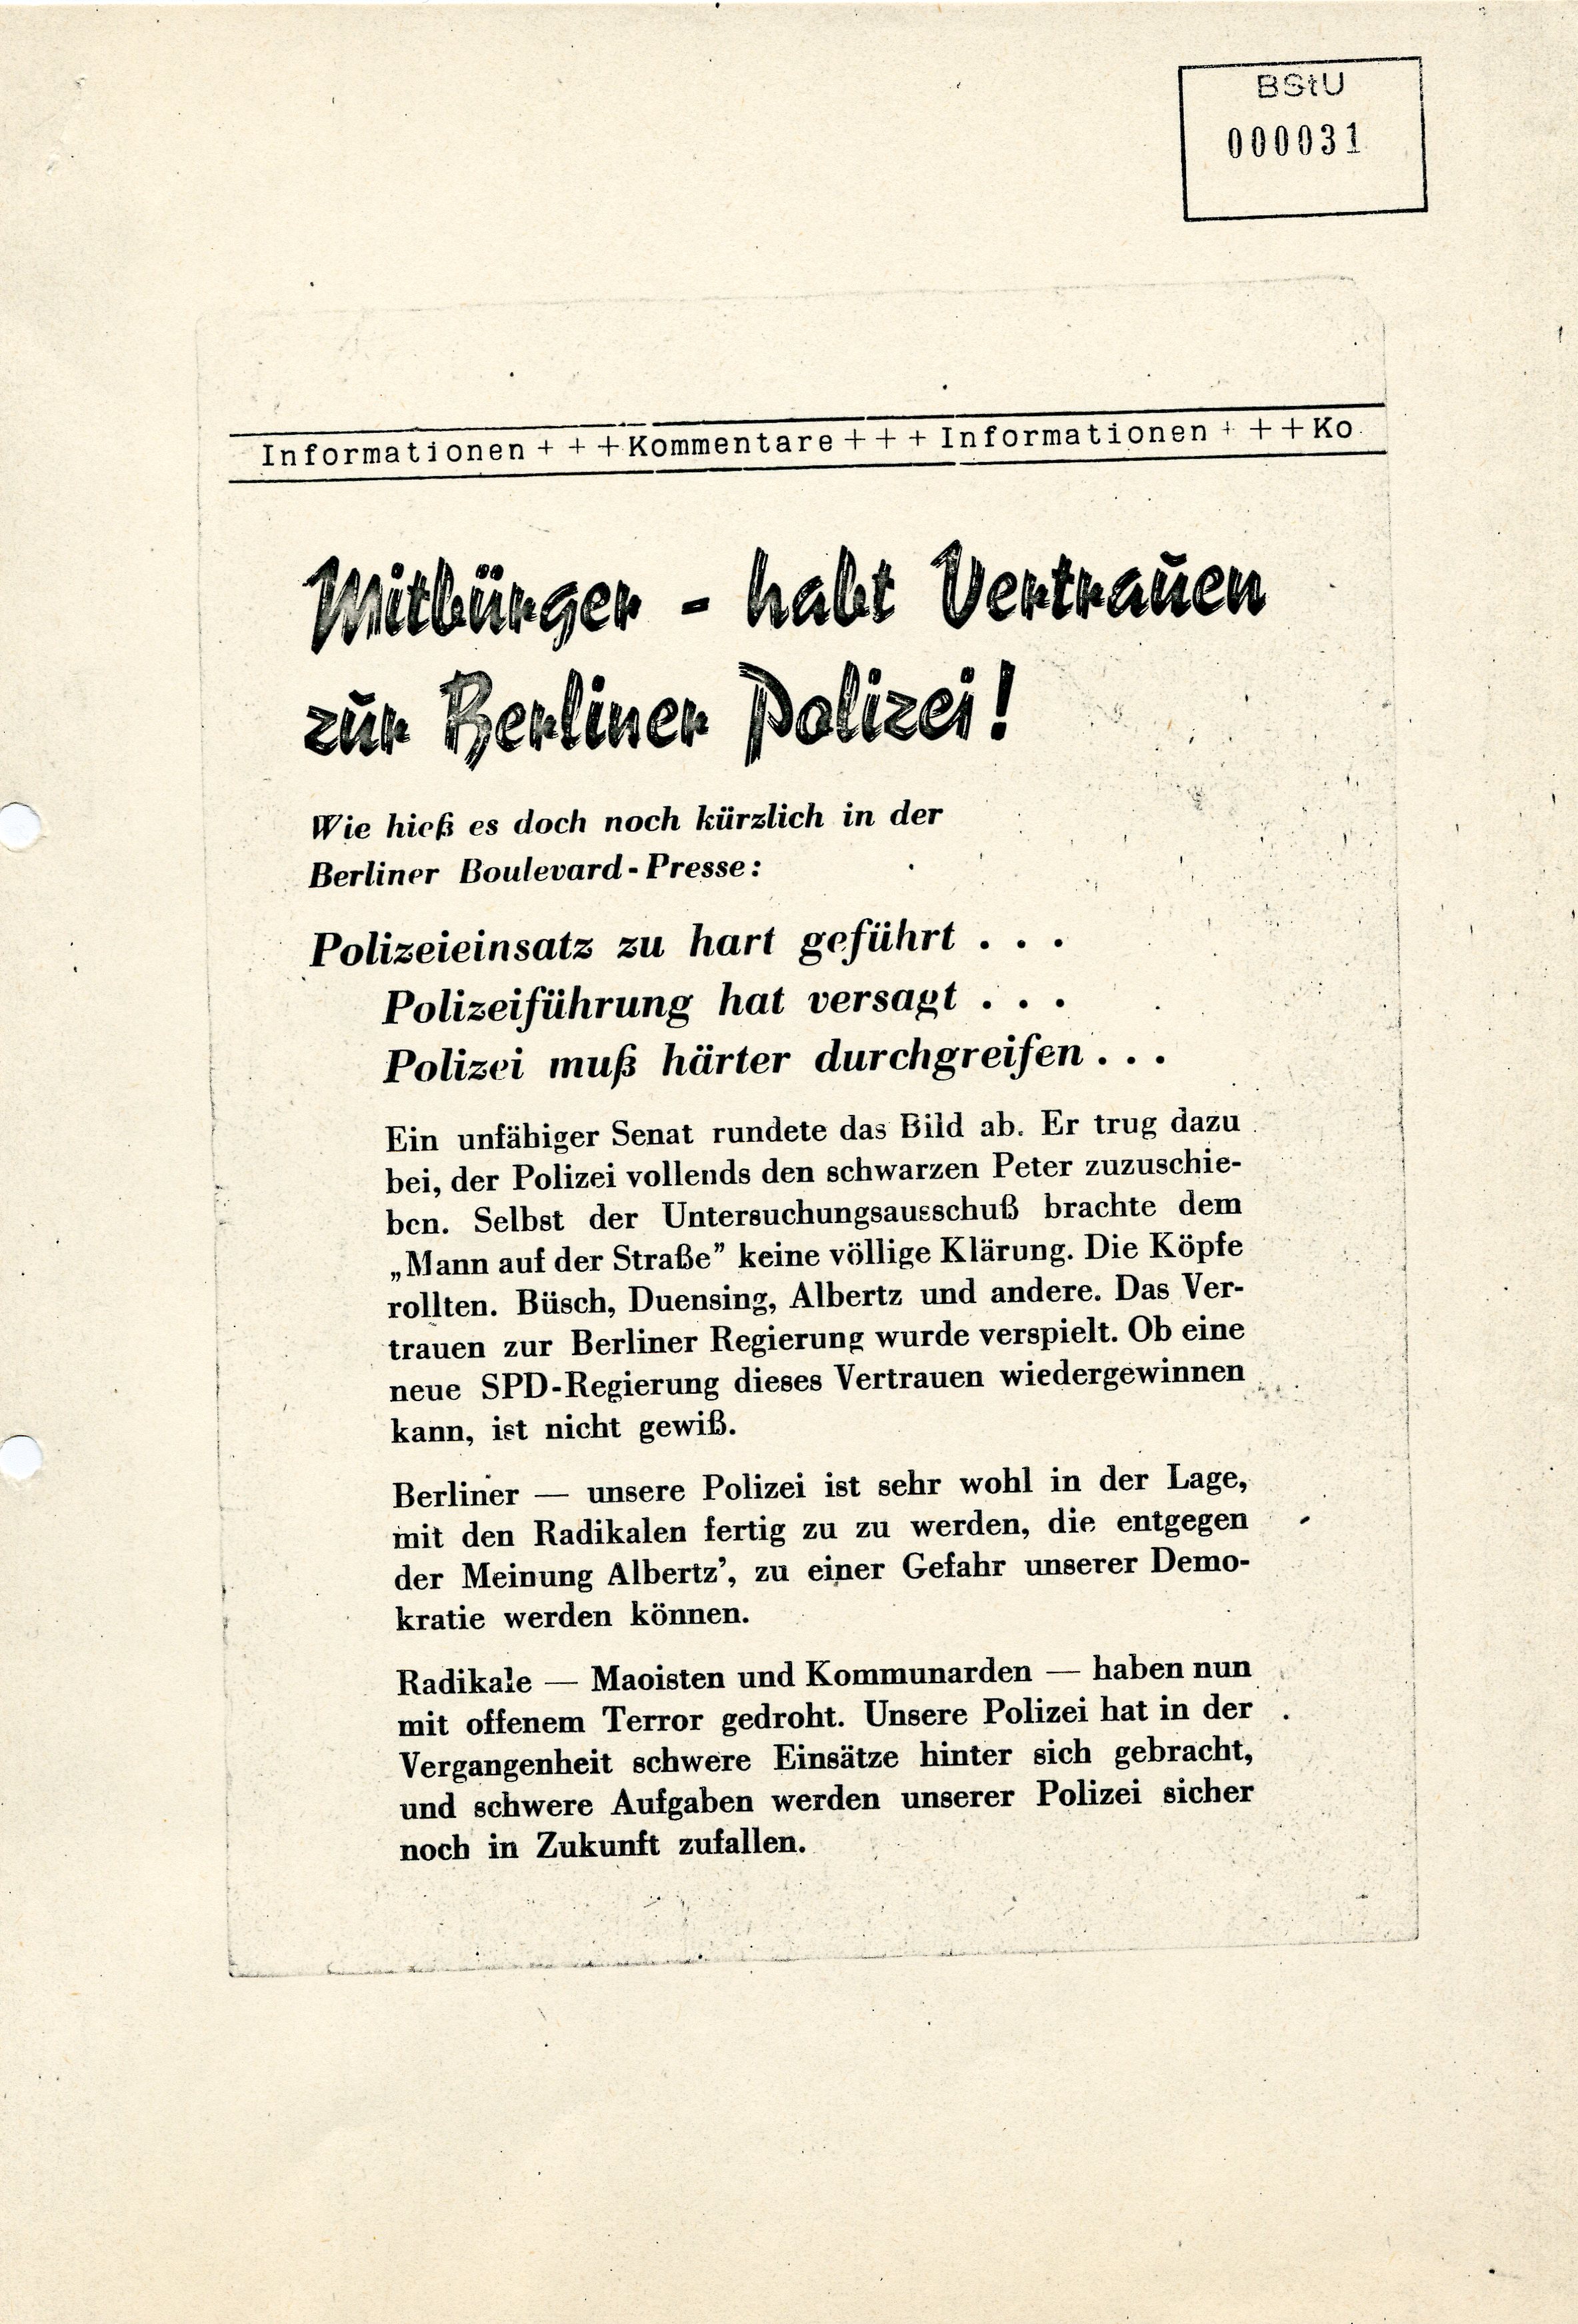 BStU
000031
Informationen + + + Kommentare + + + Informationen + + + Ko
Mitbürger - habt Vertrauen
zur Berliner Polizei!
Wie hieß es doch noch kürzlich in der
Berliner Boulevard-Presse:
Polizeieinsatz zu hart geführt . . .
Polizeiführung hat versagt . . .
Polizei muß härter durchgreifen . . .
Ein unfähiger Senat rundete das Bild ab. Er trug dazu
bei, der Polizei vollends den schwarzen Peter zuzuschie-
ben. Selbst der Untersuchungsausschuß brachte dem
„Mann auf der Straße” keine völlige Klärung. Die Köpfe
rollten. Büsch, Duensing, Albertz und andere. Das Ver-
trauen zur Berliner Regierung wurde verspielt. Ob eine
neue SPD-Regierung dieses Vertrauen wiedergewinnen
kann, ist nicht gewiß.
Berliner — unsere Polizei ist sehr wohl in der Lage,
mit den Radikalen fertig zu zu werden, die entgegen
der Meinung Albertz’, zu einer Gefahr unserer Demo-
kratie werden können.
Radikale — Maoisten und Kommunarden — haben nun
mit offenem Terror gedroht. Unsere Polizei hat in der
Vergangenheit schwere Einsätze hinter sich gebracht,
und schwere Aufgaben werden unserer Polizei sicher
noch in Zukunft zufallen.